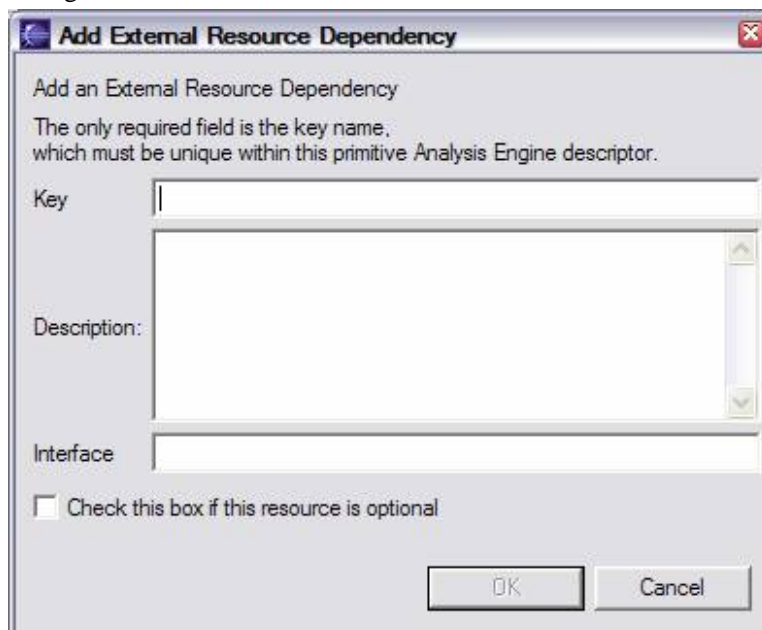 Add External Resource Dependency
Add an External Resource Dependency
The only required field is the key name,
which must be unique within this primitive Analysis Engine descriptor.
Key
Description:
Interface
Check this box if this resource is optional
OK
Cancel